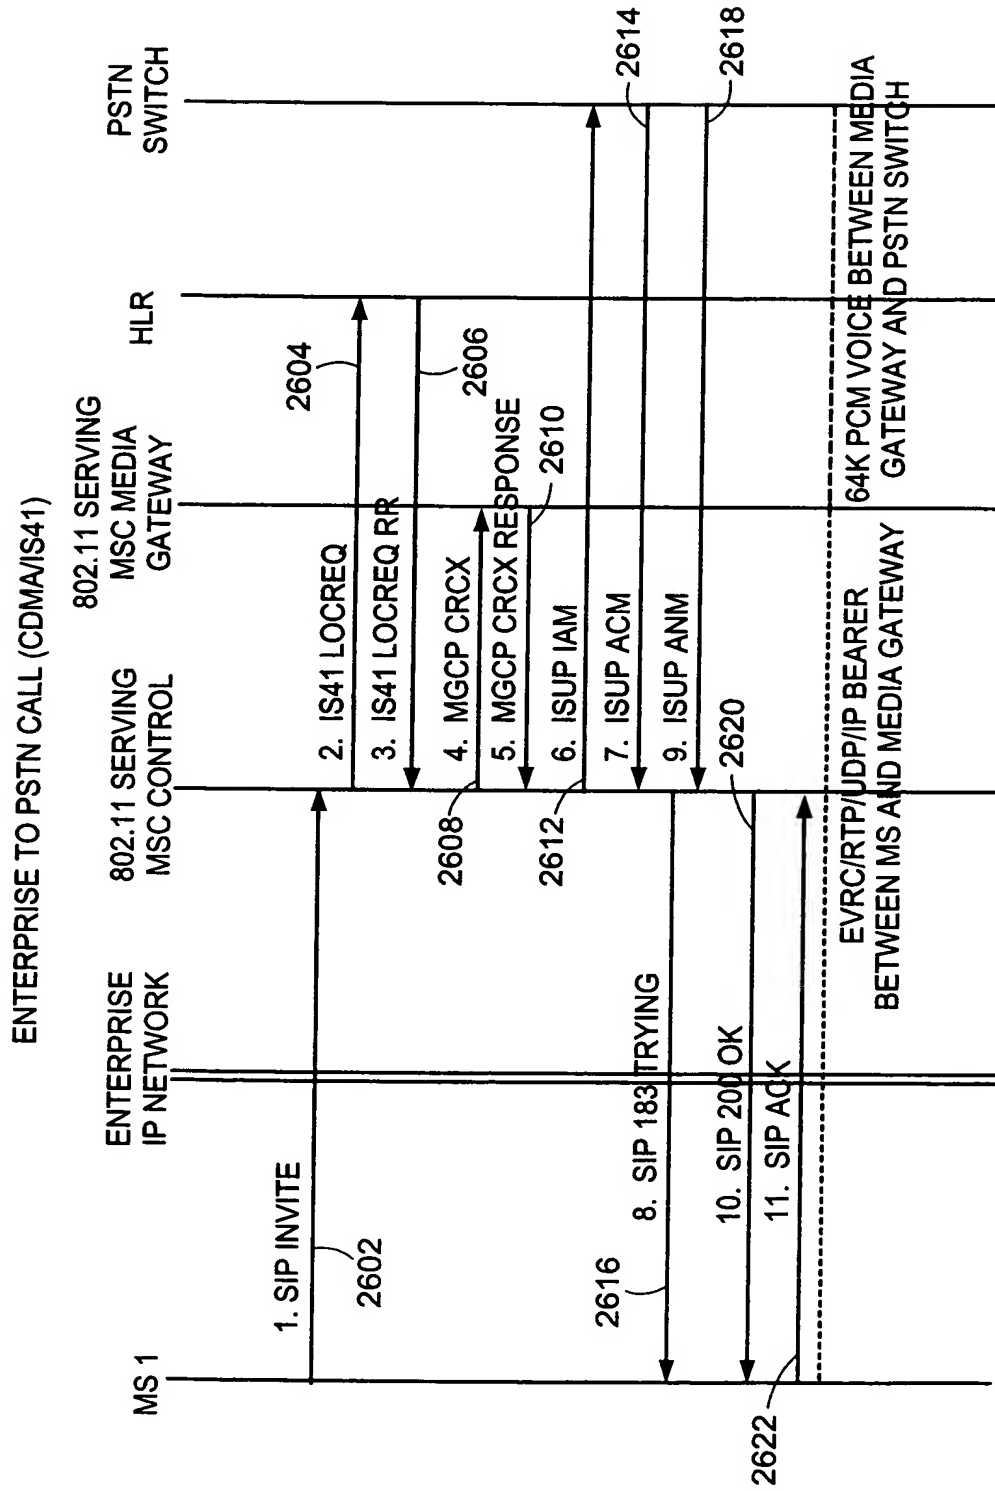 ENTERPRISE TO PSTN CALL (CDMA/IS41)
MS 1
ENTERPRISE
IP NETWORK
802.11 SERVING
MSC CONTROL
802.11 SERVING
MSC MEDIA
GATEWAY
HLR
PSTN
SWITCH
1. SIP INVITE
2602
2. IS41 LOCREQ
2604
3. IS41 LOCREQ RR
2606
4. MGCP CRCX
2608
5. MGCP CRCX RESPONSE
2610
6. ISUP IAM
2612
7. ISUP ACM
2614
8. SIP 183 TRYING
2616
9. ISUP ANM
2618
10. SIP 200 OK
2620
11. SIP ACK
2622
EVRC/RTP/UDP/IP BEARER
BETWEEN MS AND MEDIA GATEWAY
64K PCM VOICE BETWEEN MEDIA
GATEWAY AND PSTN SWITCH